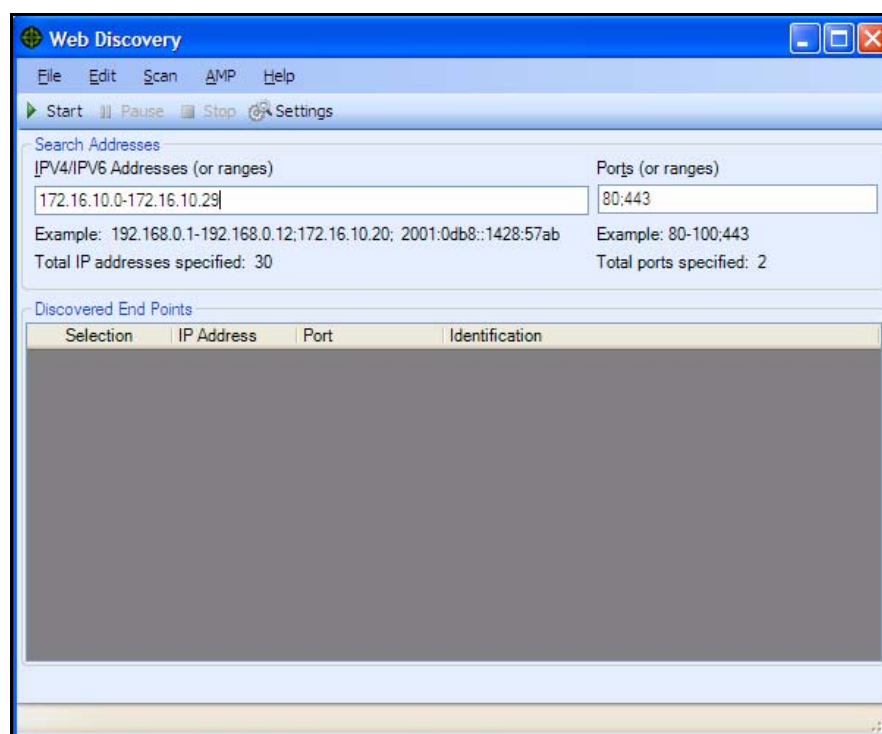 Web Discovery
File Edit Scan AMP Help
Start Pause Stop Settings
Search Addresses
IPV4/IPV6 Addresses (or ranges) Ports (or ranges)
172.16.10.0-172.16.10.29 80;443
Example: 192.168.0.1-192.168.0.12;172.16.10.20; 2001:0db8::1428:57ab Example: 80-100;443
Total IP addresses specified: 30 Total ports specified: 2
Discovered End Points
Selection IP Address Port Identification